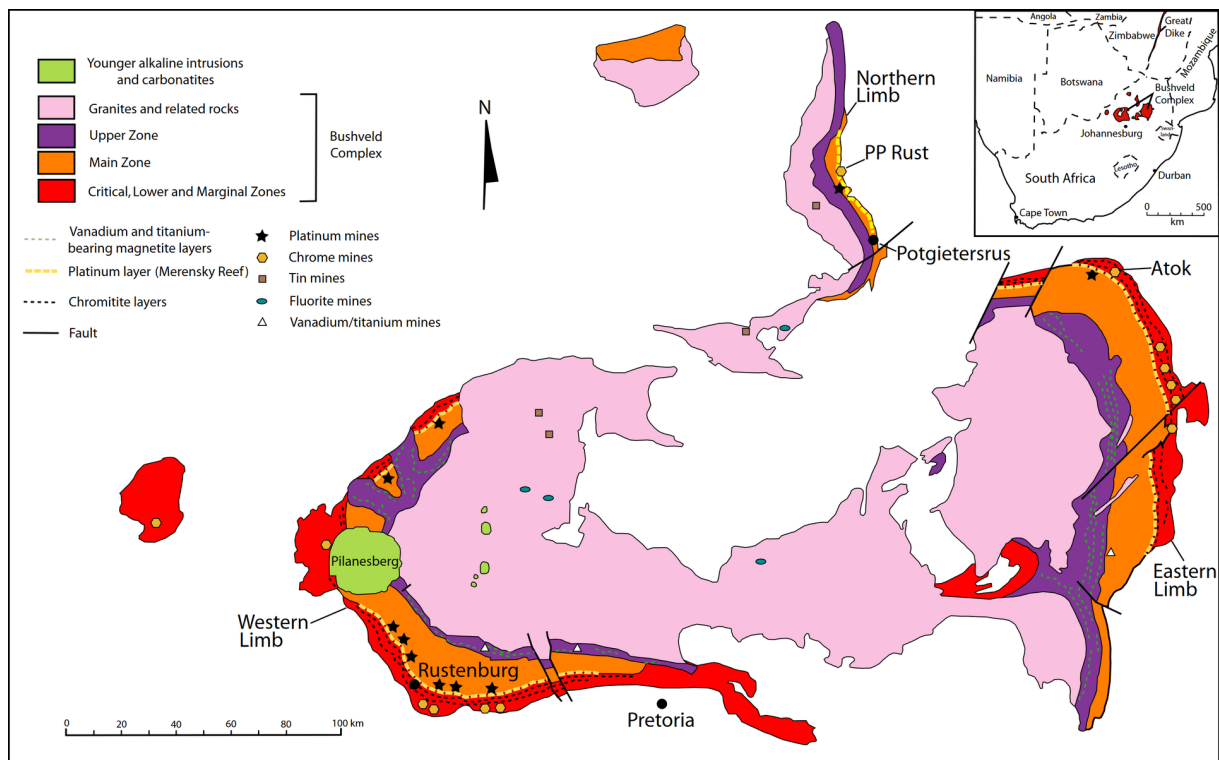 Younger alkaline intrusions
and carbonatites
Granites and related rocks
Upper Zone
Main Zone
Critical, Lower and Marginal Zones
Bushveld
Complex
Vanadium and titanium-
bearing magnetite layers
Platinum layer (Merensky Reef)
Chromitite layers
Fault
Platinum mines
Chrome mines
Tin mines
Fluorite mines
Vanadium/titanium mines
N
Northern
Limb
PP Rust
Potgietersrus
Angola
Zambia
Zimbabwe
Great
Dike
Mozambique
Namibia
Botswana
Bushveld
Complex
Johannesburg
Swazi-
land
Lesotho
Durban
South Africa
Cape Town
0 500
km
Atok
Pilanesberg
Western
Limb
Rustenburg
Pretoria
Eastern
Limb
0 20 40 60 80 100 km